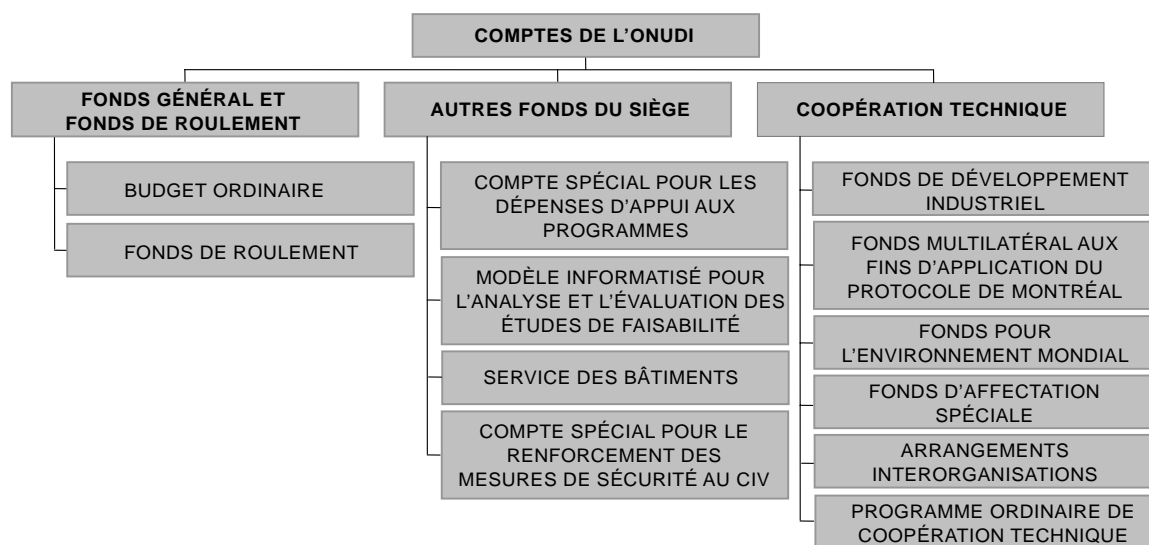 COMPTES DE L'ONUDI
FONDS GÉNÉRAL ET
FONDS DE ROULEMENT
BUDGET ORDINAIRE
FONDS DE ROULEMENT
AUTRES FONDS DU SIÈGE
COMPTE SPÉCIAL POUR LES
DÉPENSES D'APPUI AUX
PROGRAMMES
MODÈLE INFORMATISÉ POUR
L'ANALYSE ET L'ÉVALUATION DES
ÉTUDES DE FAISABILITÉ
SERVICE DES BÂTIMENTS
COMPTE SPÉCIAL POUR LE
RENFORCEMENT DES
MESURES DE SÉCURITÉ AU CIV
COOPÉRATION TECHNIQUE
FONDS DE DÉVELOPPEMENT
INDUSTRIEL
FONDS MULTILATÉRAL AUX
FINS D'APPLICATION DU
PROTOCOLE DE MONTRÉAL
FONDS POUR
L'ENVIRONNEMENT MONDIAL
FONDS D'AFFECTATION
SPÉCIALE
ARRANGEMENTS
INTERORGANISATIONS
PROGRAMME ORDINAIRE DE
COOPÉRATION TECHNIQUE